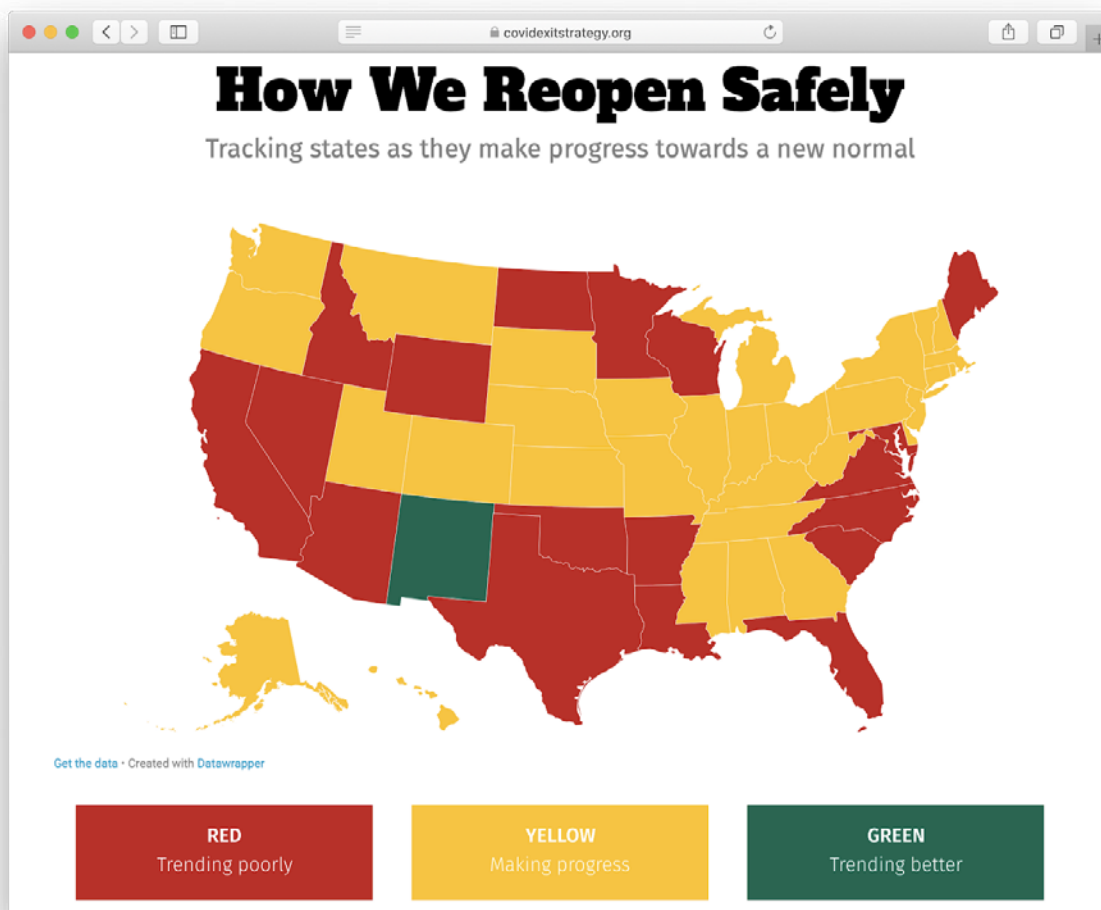 covidexitstrategy.org
How We Reopen Safely
Tracking states as they make progress towards a new normal
Get the data • Created with Datawrapper
RED
Trending poorly
YELLOW
Making progress
GREEN
Trending better